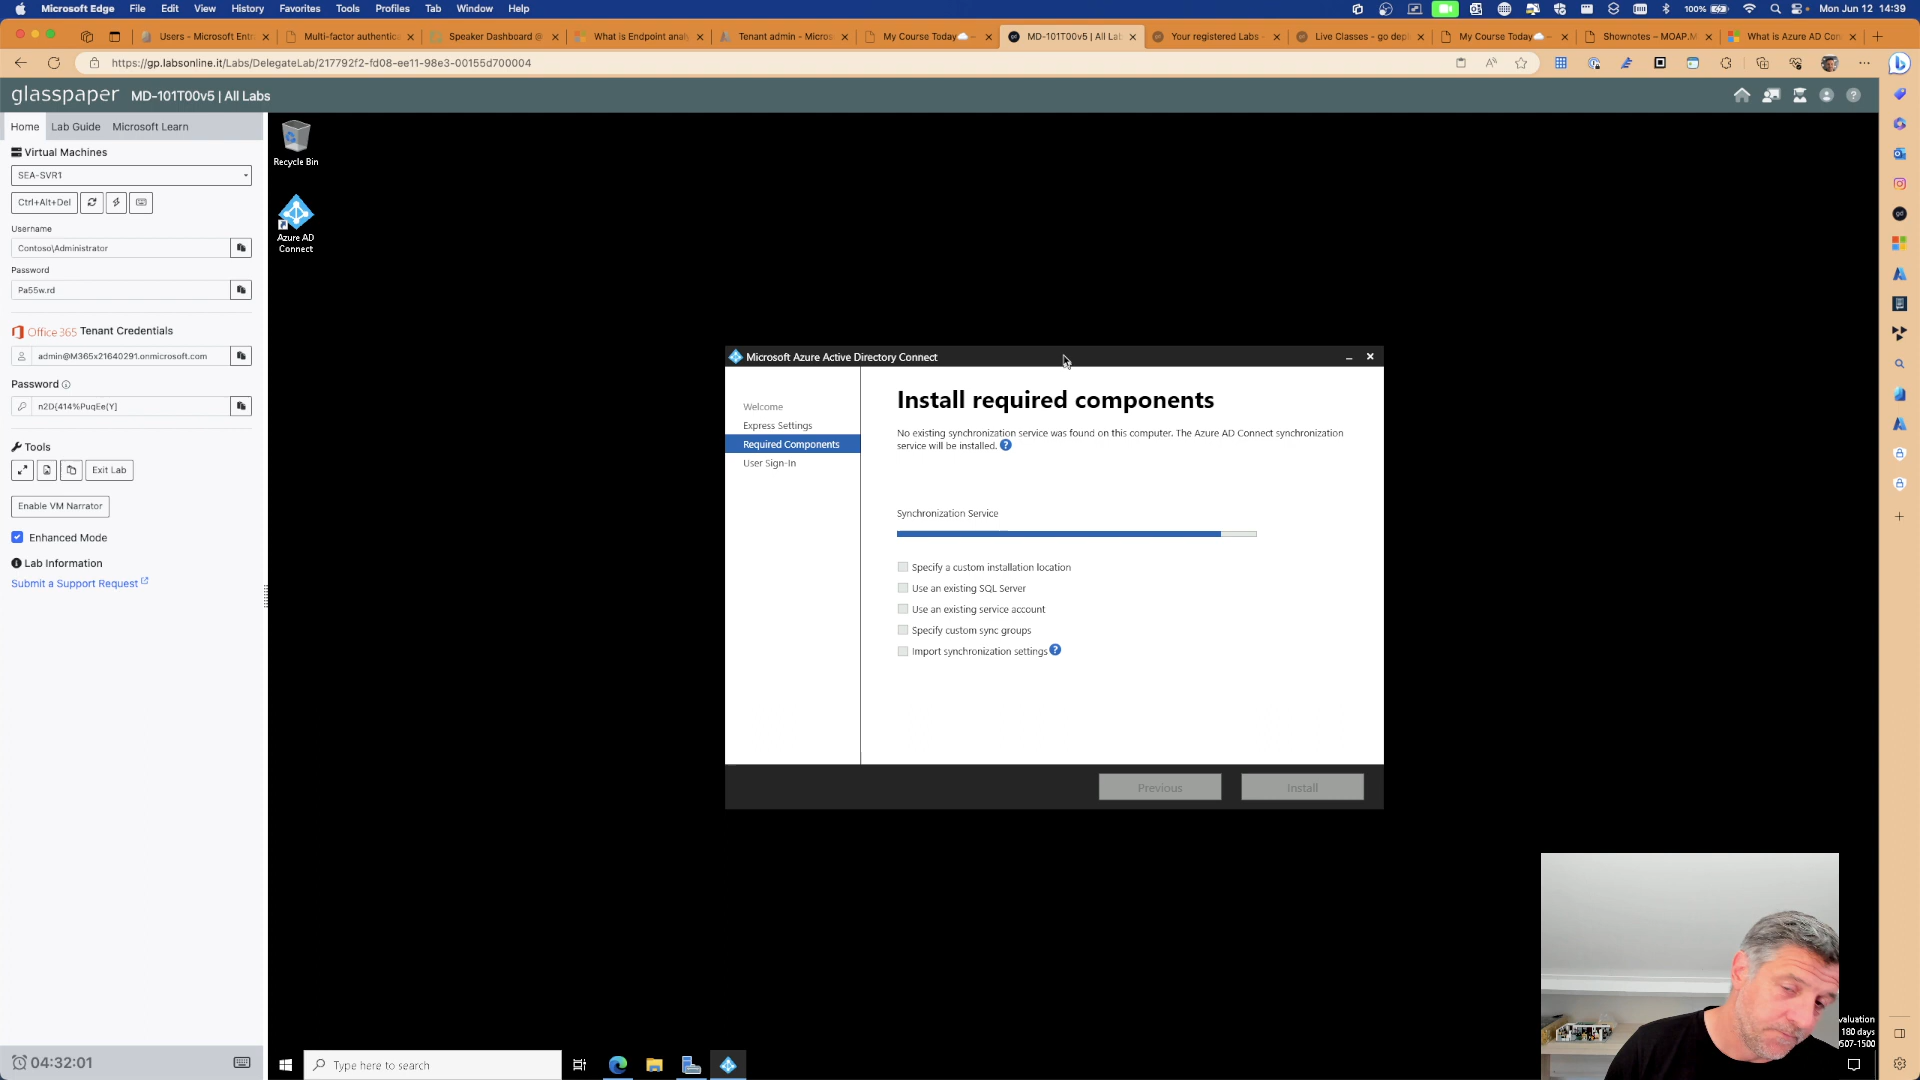 Microsoft Edge File Edit View History Favorites Tools Profiles Tab Window Help
100% Mon Jun 12 14:39
Users - Microsoft Ent
Multi-factor authentic
Speaker Dashboard @
What is Endpoint anal
Tenant admin - Micros
My Course Today
MD-101T00v5 | All La
Your registered Labs -
Live Classes - go dep
My Course Today
Shownotes – MOAP.M
What is Azure AD Con
https://gp.labsonline.it/Labs/DelegateLab/217792f2-fd08-ee11-98e3-00155d700004
glasspaper MD-101T00v5 | All Labs
Home Lab Guide Microsoft Learn
Virtual Machines
SEA-SVR1
Ctrl+Alt+Del
Username
Contoso\Administrator
Password
Pa55w.rd
Office 365 Tenant Credentials
admin@M365x21640291.onmicrosoft.com
Password
n2D{414%PuqEe{Y]
Tools
Exit Lab
Enable VM Narrator
Enhanced Mode
Lab Information
Submit a Support Request
04:32:01
Recycle Bin
Azure AD
Connect
Microsoft Azure Active Directory Connect
Welcome
Express Settings
Required Components
User Sign-In
Install required components
No existing synchronization service was found on this computer. The Azure AD Connect synchronization
service will be installed.
Synchronization Service
Specify a custom installation location
Use an existing SQL Server
Use an existing service account
Specify custom sync groups
Import synchronization settings
Previous Install
Type here to search
valuation
180 days
507-1500